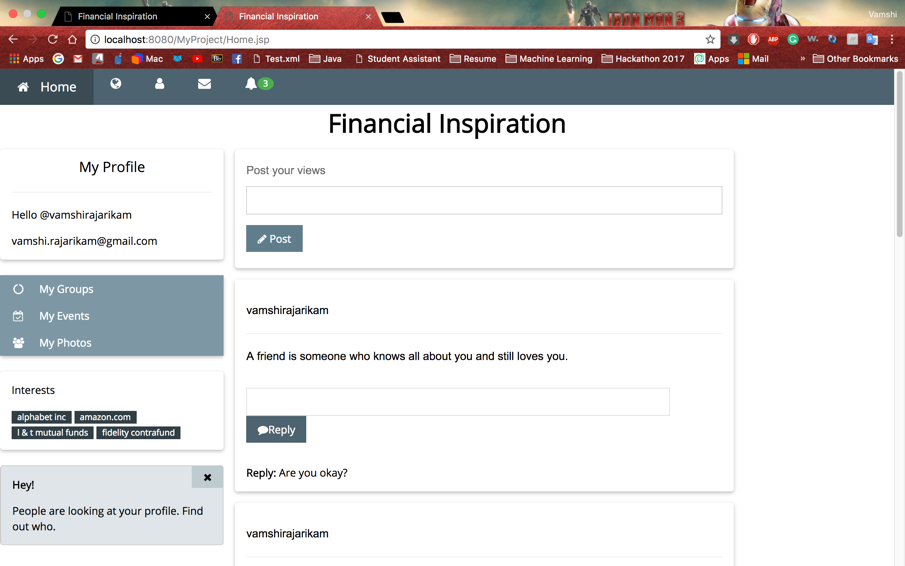 Financial Inspiration
Financial Inspiration
IRON MAN 3
Vamshi
localhost:8080/MyProject/Home.jsp
ABP
Apps
Mac
Test.xml
Java
Student Assistant
Resume
Machine Learning
Hackathon 2017
Apps
Mail
»
Other Bookmarks
Home
3
Financial Inspiration
My Profile
Hello @vamshirajarikam
vamshi.rajarikam@gmail.com
My Groups
My Events
My Photos
Interests
alphabet inc amazon.com
l & t mutual funds fidelity contrafund
Hey!
People are looking at your profile. Find
out who.
Post your views
Post
vamshirajarikam
A friend is someone who knows all about you and still loves you.
Reply
Reply: Are you okay?
vamshirajarikam